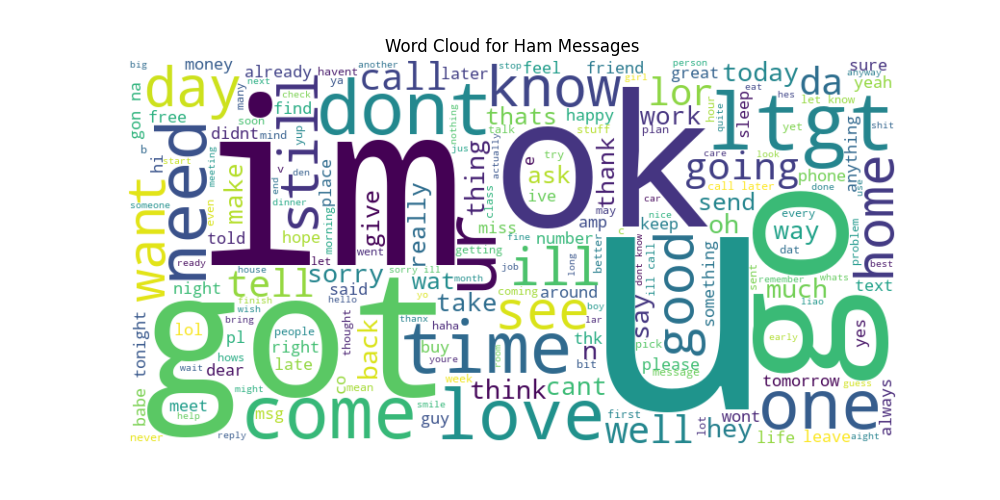 Word Cloud for Ham Messages
big
money
already
havent
another
stop
feel
friend
person
great
today
da
sure
anyway
yeah
day
next
many
check
soon
find
ya
call
later
know
girl
lor
hour
quite
eat
hes
let know
gon na
free
didnt
mind
yup
still
dont
nothing
thats
happy
talk
stuff
work
plan
sleep
lt
gt
yet
shit
b
hi
start
meeting
need
im
v
den
place
jus
thing
actually
ok
e
try
ask
ive
thank
care
look
going
call later
phone
done
anything
use
want
someone
even
make
end
dinner
morning
give
really
ur
class
miss
may
amp
car
nice
keep
send
oh
every
way
dat
problem
home
told
hope
let
went
getting
fine
number
better
c
go
ready
house
sorry
sorry ill
wat
month
job
ill
long
dont know
ill call
good
something
sent
remember
whats
best
night
tell
said
coming
around
much
liao
text
finish
wish
hello
yo
take
see
boy
say
u
tonight
bring
got
lol
pl
people
right
late
thought
back
thanx
haha
lar
time
youre
buy
room
n
thk
bit
pick
please
message
early
yes
wait
hows
dear
co
mean
week
think
cant
tomorrow
guess
babe
meet
help
might
msg
come
smile
guy
love
first
well
lot
wont
hey
one
always
never
reply
life
leave
aight